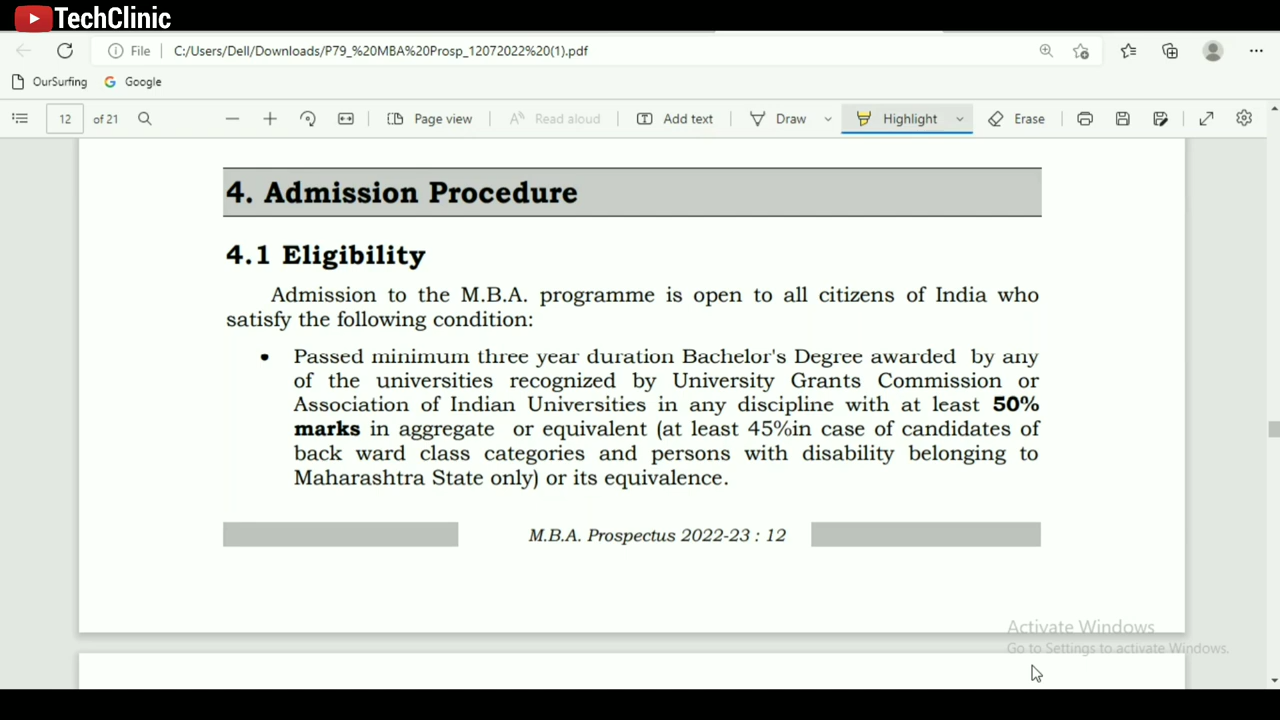 TechClinic
File C:/Users/Dell/Downloads/P79_%20MBA%20Prosp_12072022%20(1).pdf
OurSurfing Google
12 of 21 Page view Read aloud Add text Draw Highlight Erase
4. Admission Procedure
4.1 Eligibility
Admission to the M.B.A. programme is open to all citizens of India who
satisfy the following condition:
• Passed minimum three year duration Bachelor's Degree awarded by any
of the universities recognized by University Grants Commission or
Association of Indian Universities in any discipline with at least 50%
marks in aggregate or equivalent (at least 45%in case of candidates of
back ward class categories and persons with disability belonging to
Maharashtra State only) or its equivalence.
M.B.A. Prospectus 2022-23 : 12
Activate Windows
Go to Settings to activate Windows.